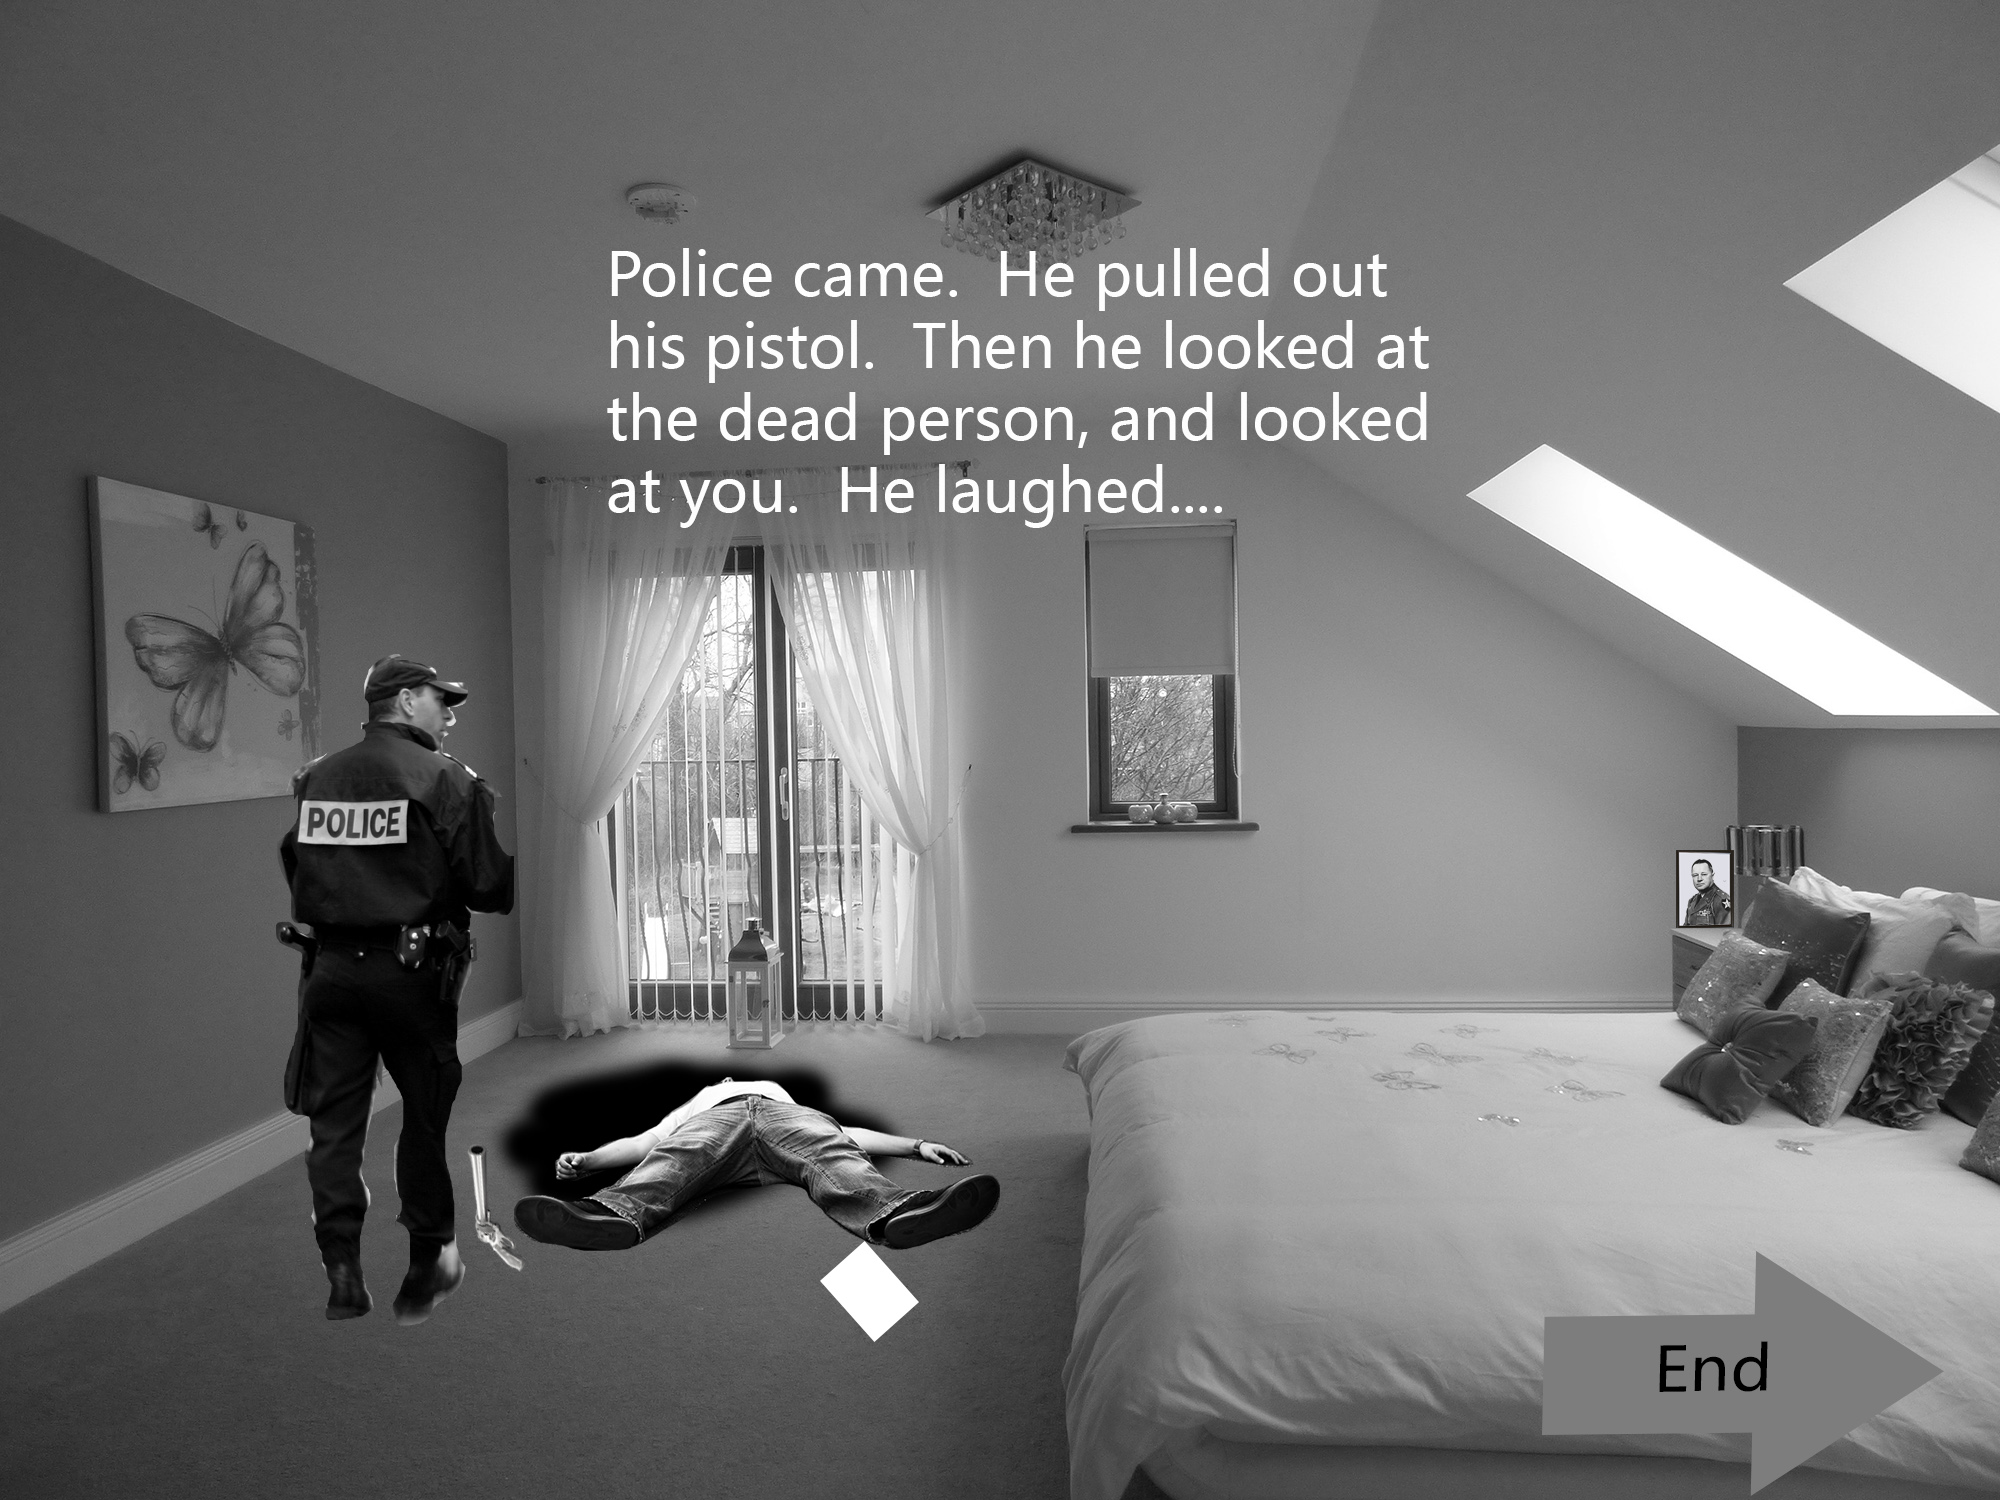 Police came.  He pulled out
his pistol.  Then he looked at
the dead person, and looked
at you.  He laughed....
POLICE
End